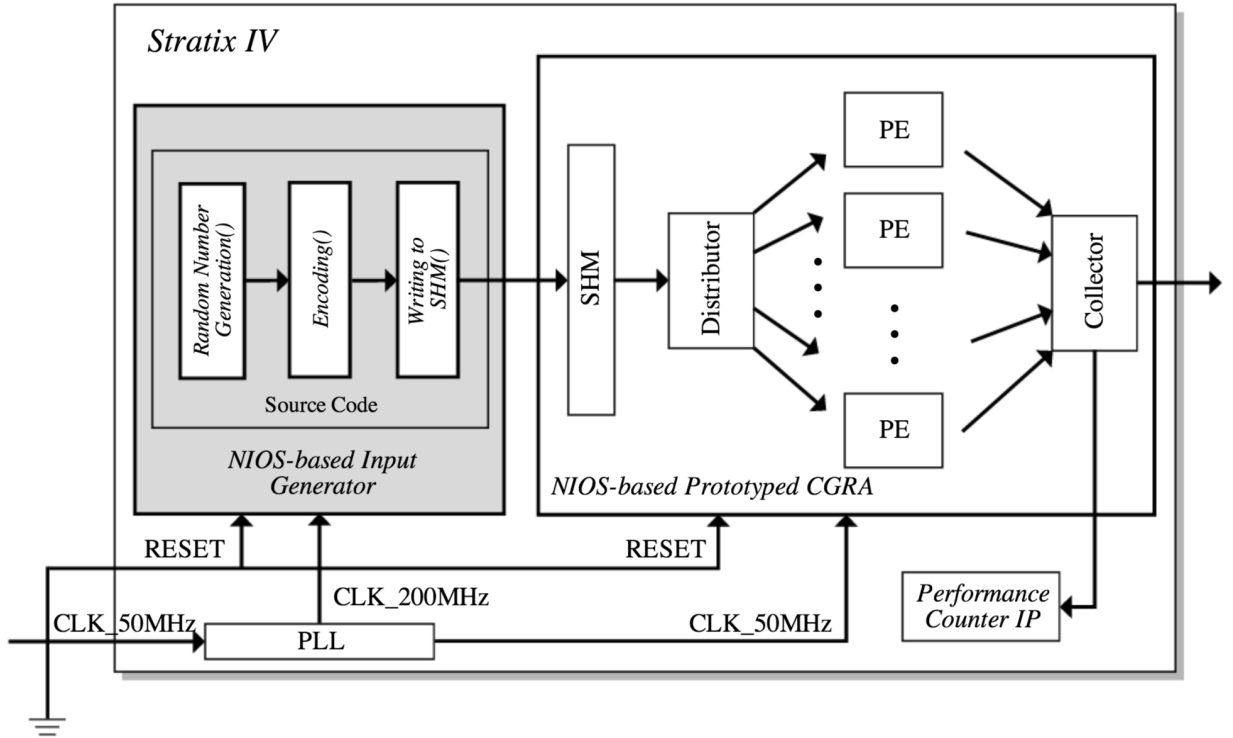 Stratix IV
Random Number
Generation()
Encoding()
Writing to
SHM()
Source Code
NIOS-based Input
Generator
SHM
Distributor
PE
PE
PE
Collector
NIOS-based Prototyped CGRA
RESET
RESET
CLK_200MHz
CLK_50MHz
PLL
CLK_50MHz
Performance
Counter IP